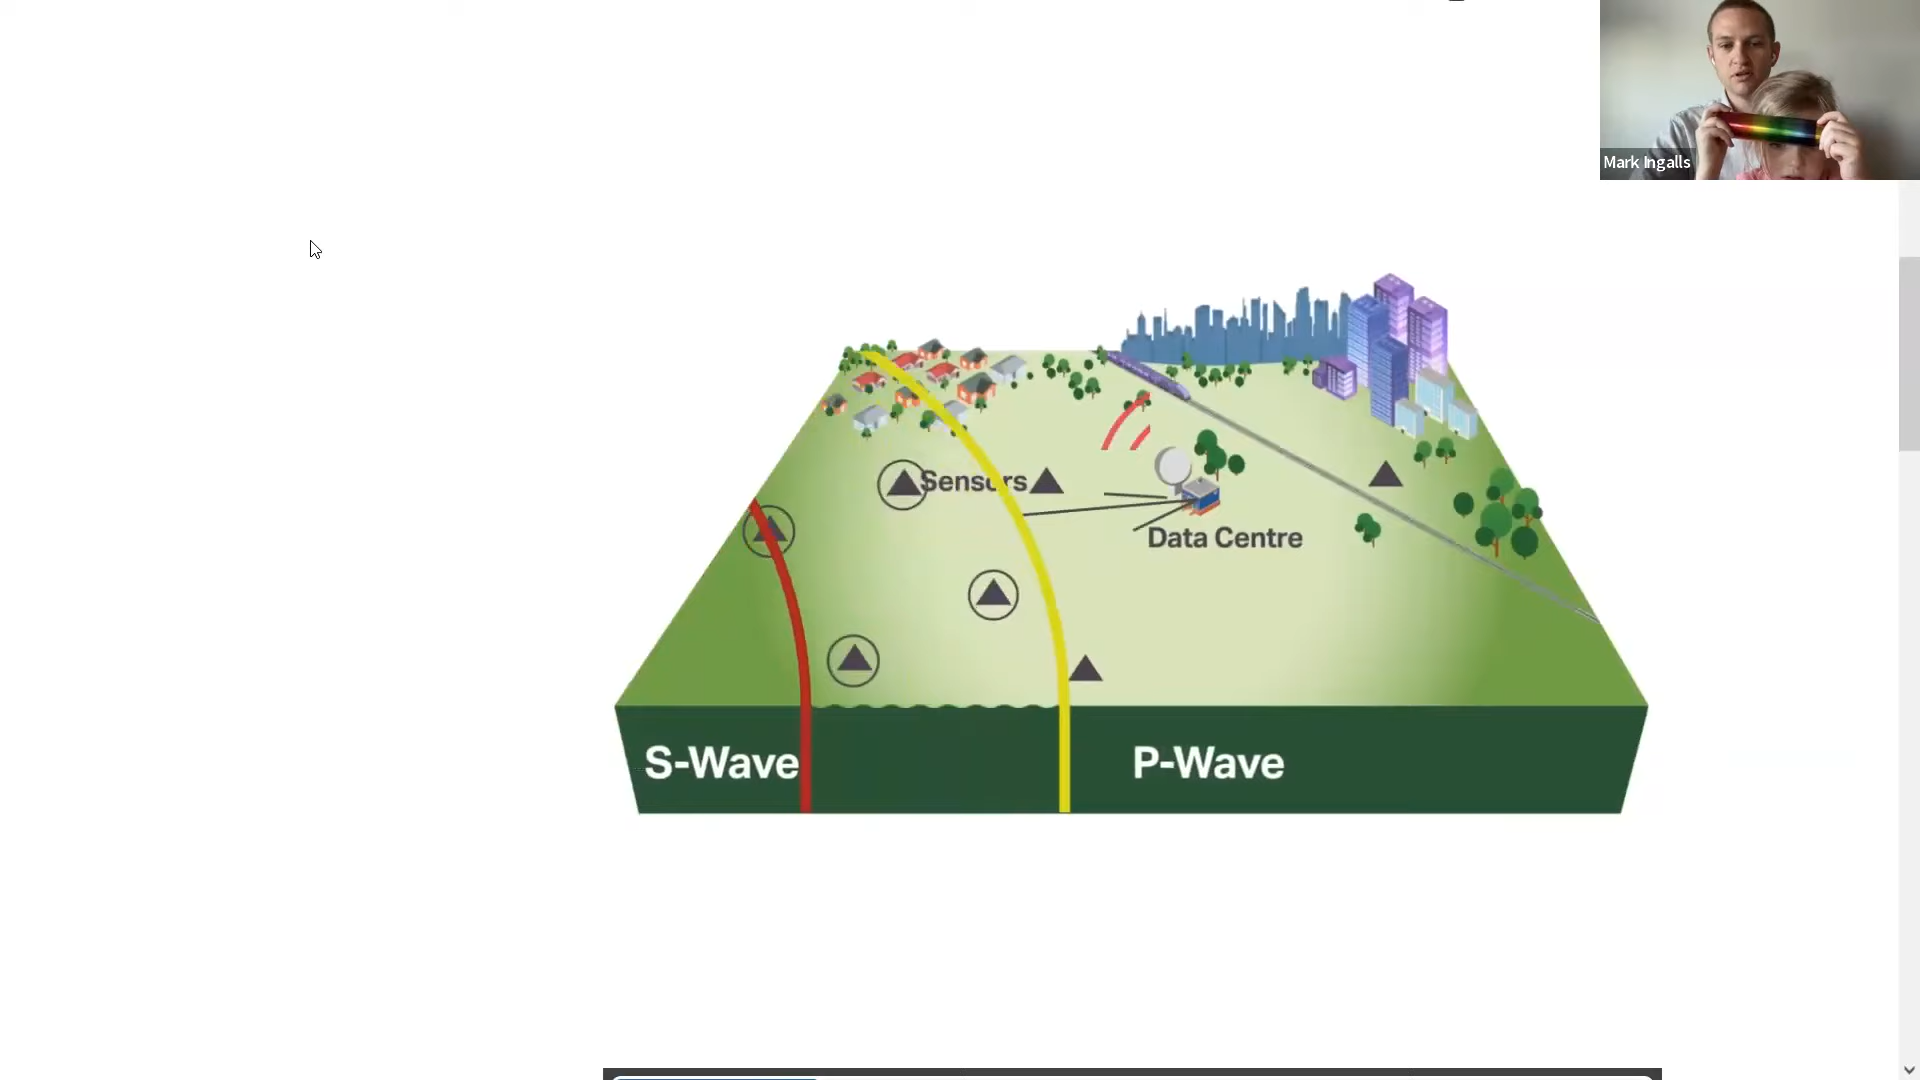 Mark Ingalls
Sensors
Data Centre
S-Wave
P-Wave